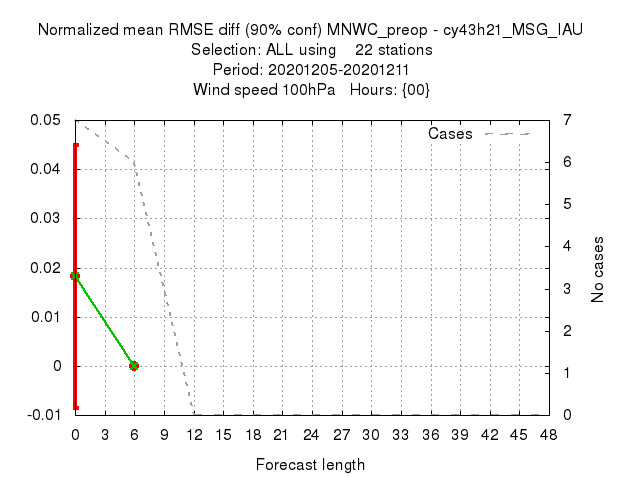 Normalized mean RMSE diff (90% conf) MNWC_preop - cy43h21_MSG_IAU
Selection: ALL using 22 stations
Period: 20201205-20201211
Wind speed 100hPa Hours: {00}
0.05
0.04
0.03
0.02
0.01
0
-0.01
Cases
7
6
5
4
3
2
1
0
No cases
0 3 6 9 12 15 18 21 24 27 30 33 36 39 42 45 48
Forecast length